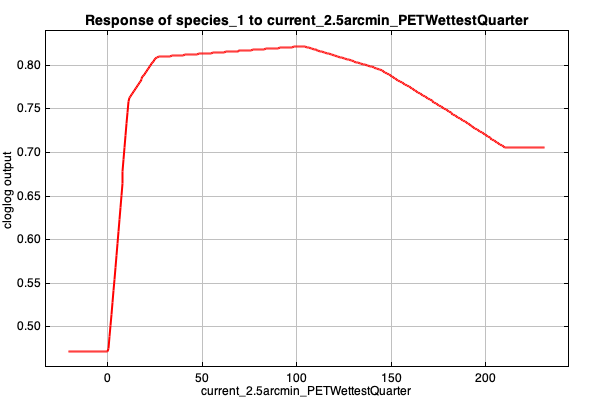 Response of species_1 to current_2.5arcmin_PETWettestQuarter
cloglog output
0.80
0.75
0.70
0.65
0.60
0.55
0.50
0 50 100 150 200
current_2.5arcmin_PETWettestQuarter